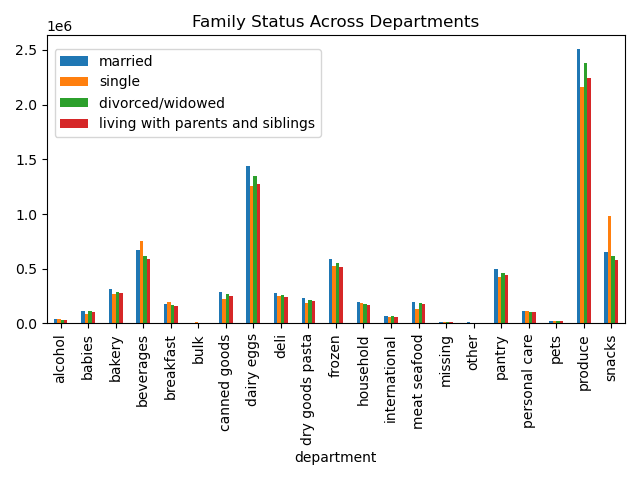 Family Status Across Departments
1e6
2.5
2.0
1.5
1.0
0.5
0.0
married
single
divorced/widowed
living with parents and siblings
alcohol
babies
bakery
beverages
breakfast
bulk
canned goods
dairy eggs
deli
dry goods pasta
frozen
household
international
meat seafood
missing
other
pantry
personal care
pets
produce
snacks
department